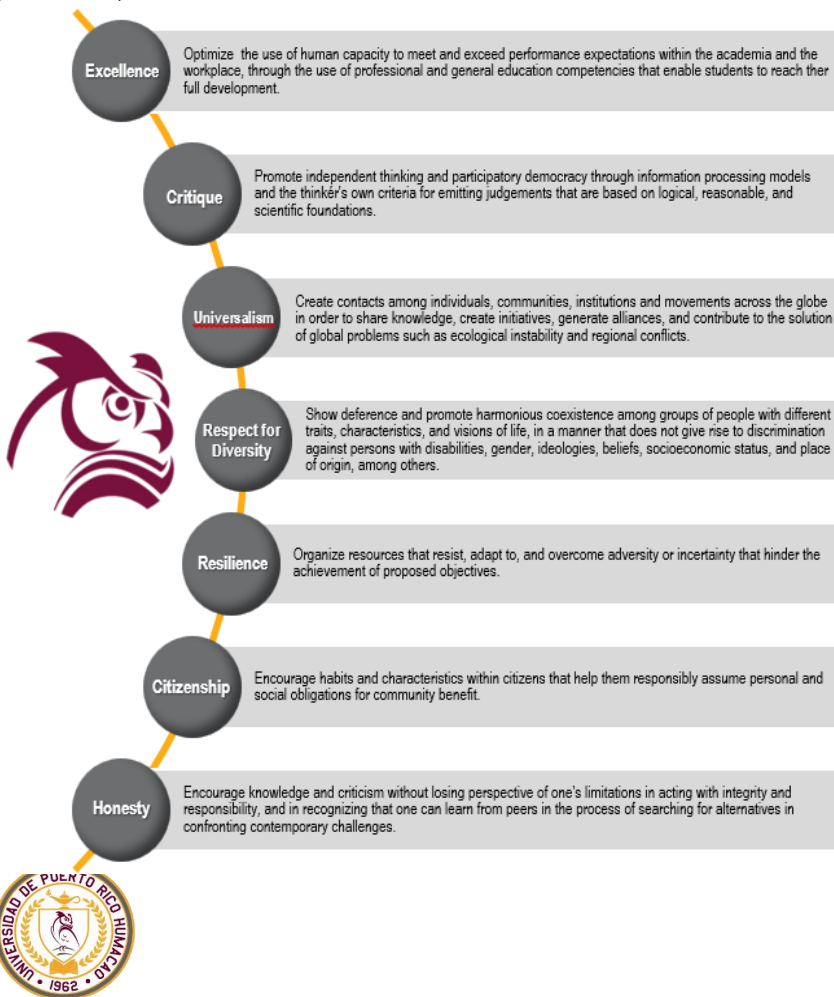 Excellence
Optimize the use of human capacity to meet and exceed performance expectations within the academia and the
workplace, through the use of professional and general education competencies that enable students to reach ther
full development.
Critique
Promote independent thinking and participatory democracy through information processing models
and the thinkér's own criteria for emitting judgements that are based on logical, reasonable, and
scientific foundations.
Universalism
Create contacts among individuals, communities, institutions and movements across the globe
in order to share knowledge, create initiatives, generate alliances, and contribute to the solution
of global problems such as ecological instability and regional conflicts.
Respect for
Diversity
Show deference and promote harmonious coexistence among groups of people with different
traits, characteristics, and visions of life, in a manner that does not give rise to discrimination
against persons with disabilities, gender, ideologies, beliefs, socioeconomic status, and place
of origin, among others.
Resilience
Organize resources that resist, adapt to, and overcome adversity or incertainty that hinder the
achievement of proposed objectives.
Citizenship
Encourage habits and characteristics within citizens that help them responsibly assume personal and
social obligations for community benefit.
Honesty
Encourage knowledge and criticism without losing perspective of one's limitations in acting with integrity and
responsibility, and in recognizing that one can learn from peers in the process of searching for alternatives in
confronting contemporary challenges.
UNIVERSIDAD DE PUERTO RICO HUMACAO
• 1962 •